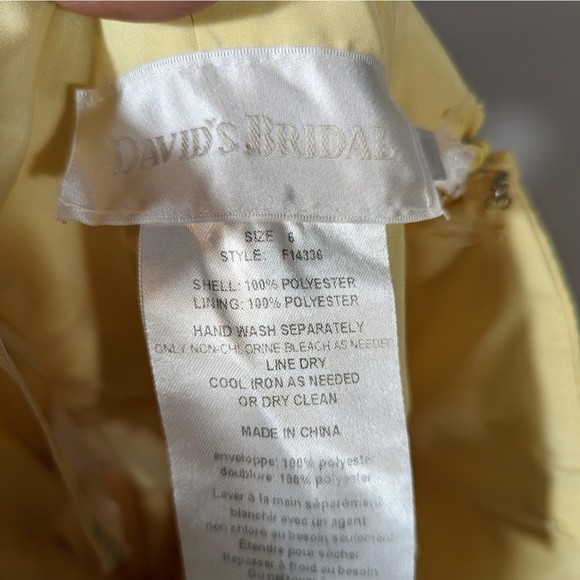 DAVID'S BRIDAL
SIZE 6
STYLE: F14336
SHELL: 100% POLYESTER
LINING: 100% POLYESTER
HAND WASH SEPARATELY
ONLY NON-CHLORINE BLEACH AS NEEDED
LINE DRY
COOL IRON AS NEEDED
OR DRY CLEAN
MADE IN CHINA
enveloppe: 100% polyester
doublure: 100% polyester
Laver à la main séparément
blanchir avec un agent
non chloré au besoin seulement
Étendre pour sécher
Repasser à froid au besoin
Ou nettoyer